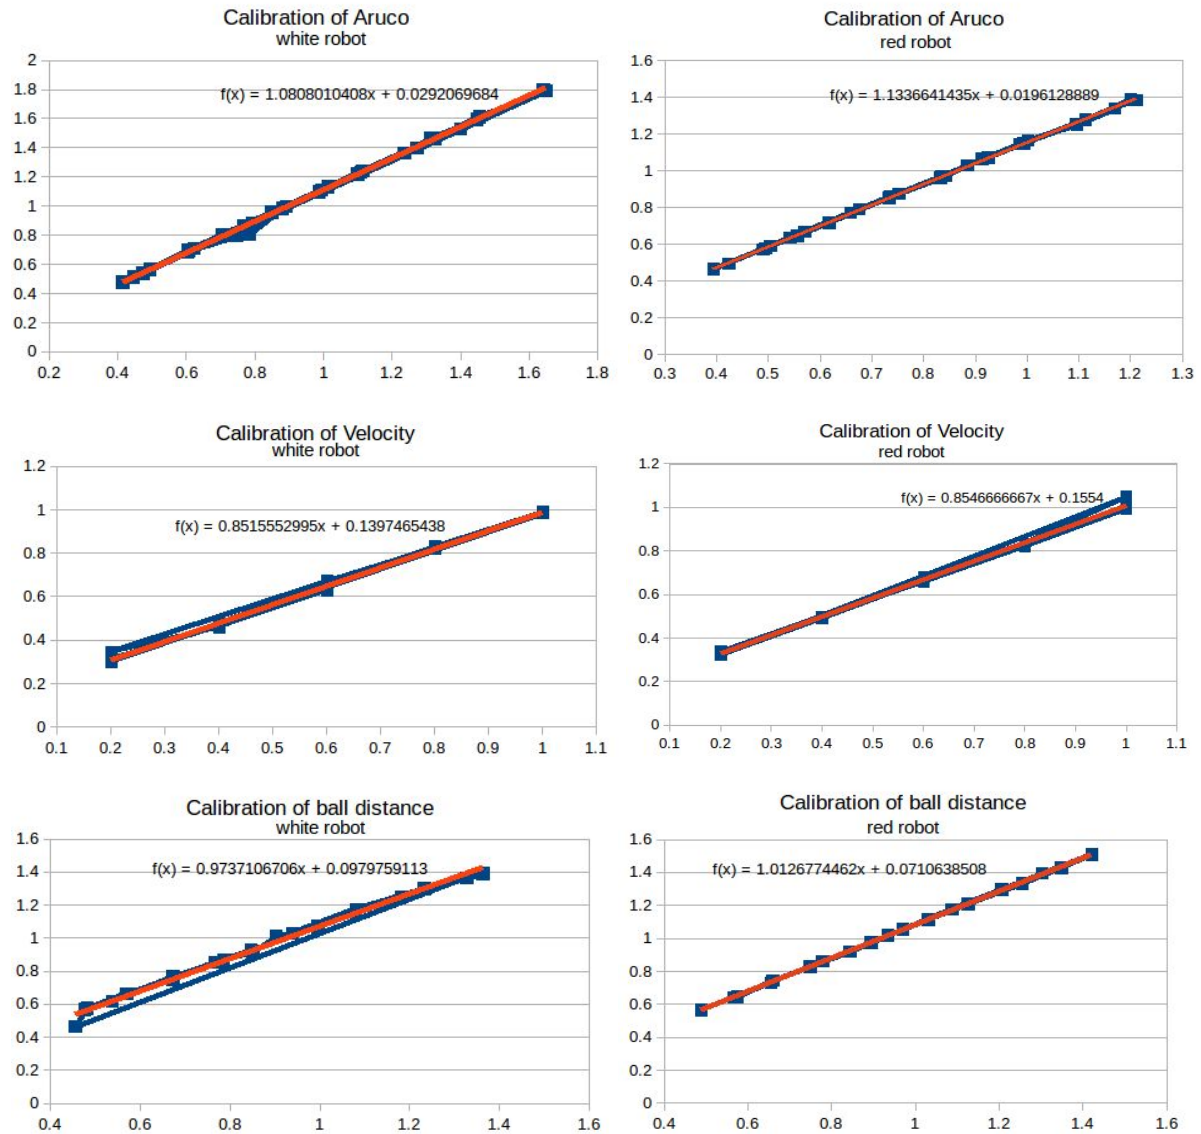 Calibration of Aruco
white robot
f(x) = 1.0808010408x + 0.0292069684
2
1.8
1.6
1.4
1.2
1
0.8
0.6
0.4
0.2
0
0.2 0.4 0.6 0.8 1 1.2 1.4 1.6 1.8
Calibration of Aruco
red robot
f(x) = 1.1336641435x + 0.0196128889
1.6
1.4
1.2
1
0.8
0.6
0.4
0.2
0
0.3 0.4 0.5 0.6 0.7 0.8 0.9 1 1.1 1.2 1.3
Calibration of Velocity
white robot
f(x) = 0.8515552995x + 0.1397465438
1.2
1
0.8
0.6
0.4
0.2
0
0.1 0.2 0.3 0.4 0.5 0.6 0.7 0.8 0.9 1 1.1
Calibration of Velocity
red robot
f(x) = 0.8546666667x + 0.1554
1.2
1
0.8
0.6
0.4
0.2
0
0.1 0.2 0.3 0.4 0.5 0.6 0.7 0.8 0.9 1 1.1
Calibration of ball distance
white robot
f(x) = 0.9737106706x + 0.0979759113
1.6
1.4
1.2
1
0.8
0.6
0.4
0.2
0
0.4 0.6 0.8 1 1.2 1.4 1.6
Calibration of ball distance
red robot
f(x) = 1.0126774462x + 0.0710638508
1.6
1.4
1.2
1
0.8
0.6
0.4
0.2
0
0.4 0.6 0.8 1 1.2 1.4 1.6